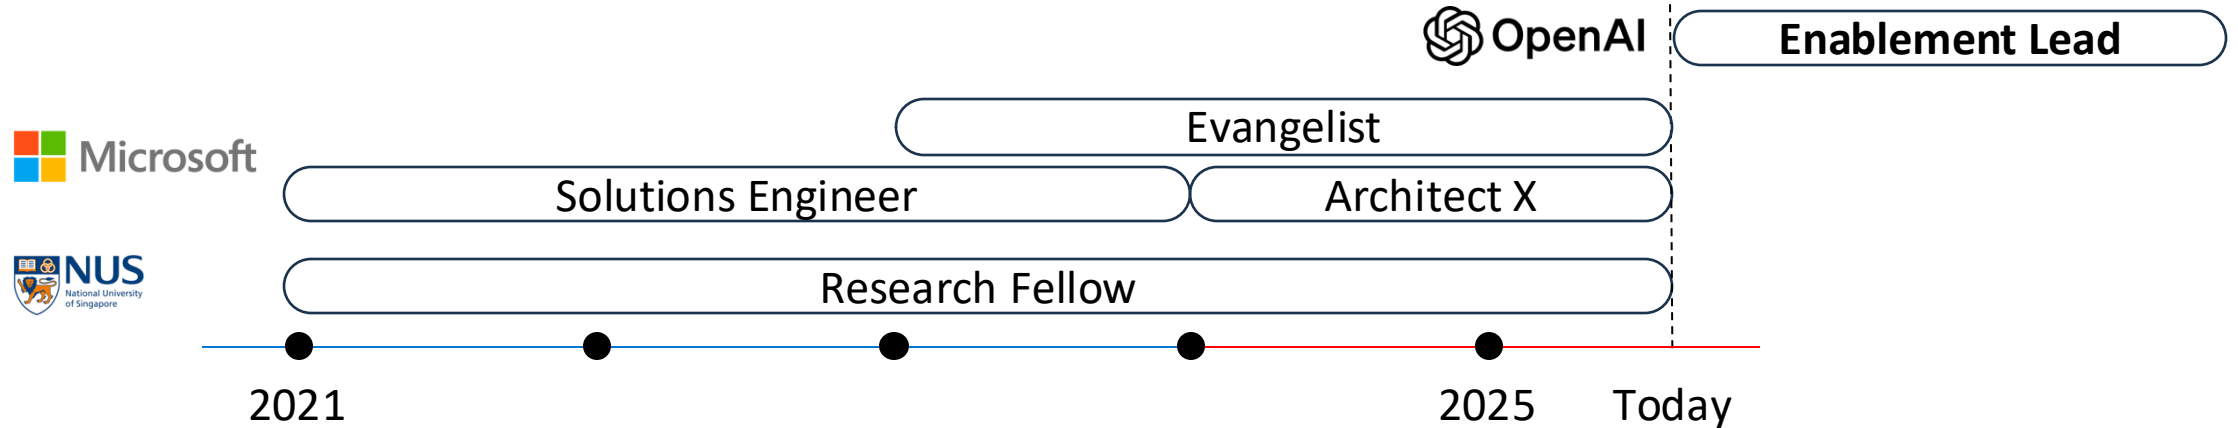 OpenAI
Enablement Lead
Evangelist
Microsoft
Solutions Engineer
Architect X
NUS
National University
of Singapore
Research Fellow
2021
2025
Today